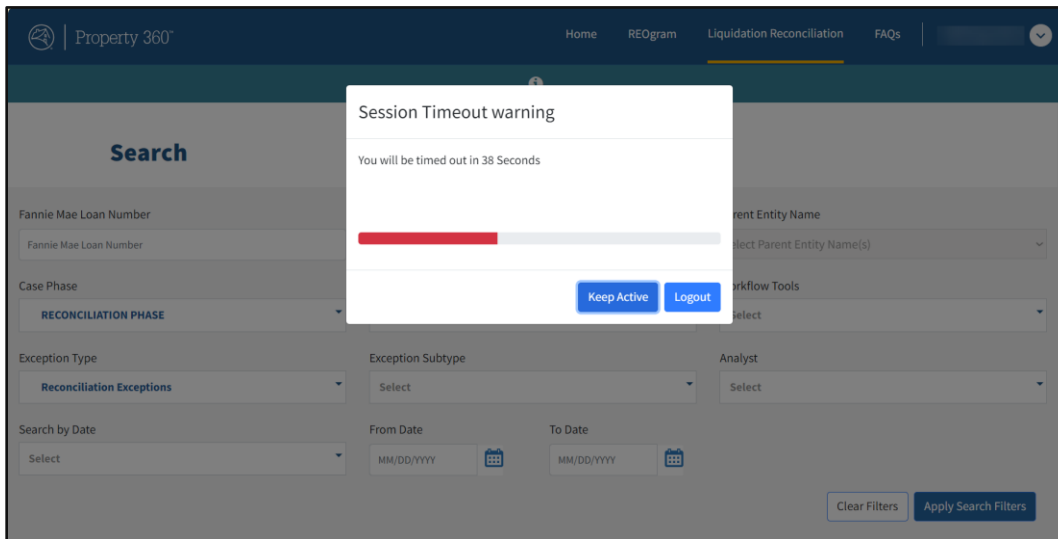 Property 360™
Home REOgram Liquidation Reconciliation FAQs
Session Timeout warning
You will be timed out in 38 Seconds
Keep Active Logout
Search
Fannie Mae Loan Number
Fannie Mae Loan Number
Case Phase
RECONCILIATION PHASE
Select
Exception Type Exception Subtype Analyst
Reconciliation Exceptions Select Select
Search by Date From Date To Date
Select MM/DD/YYYY MM/DD/YYYY
Clear Filters Apply Search Filters